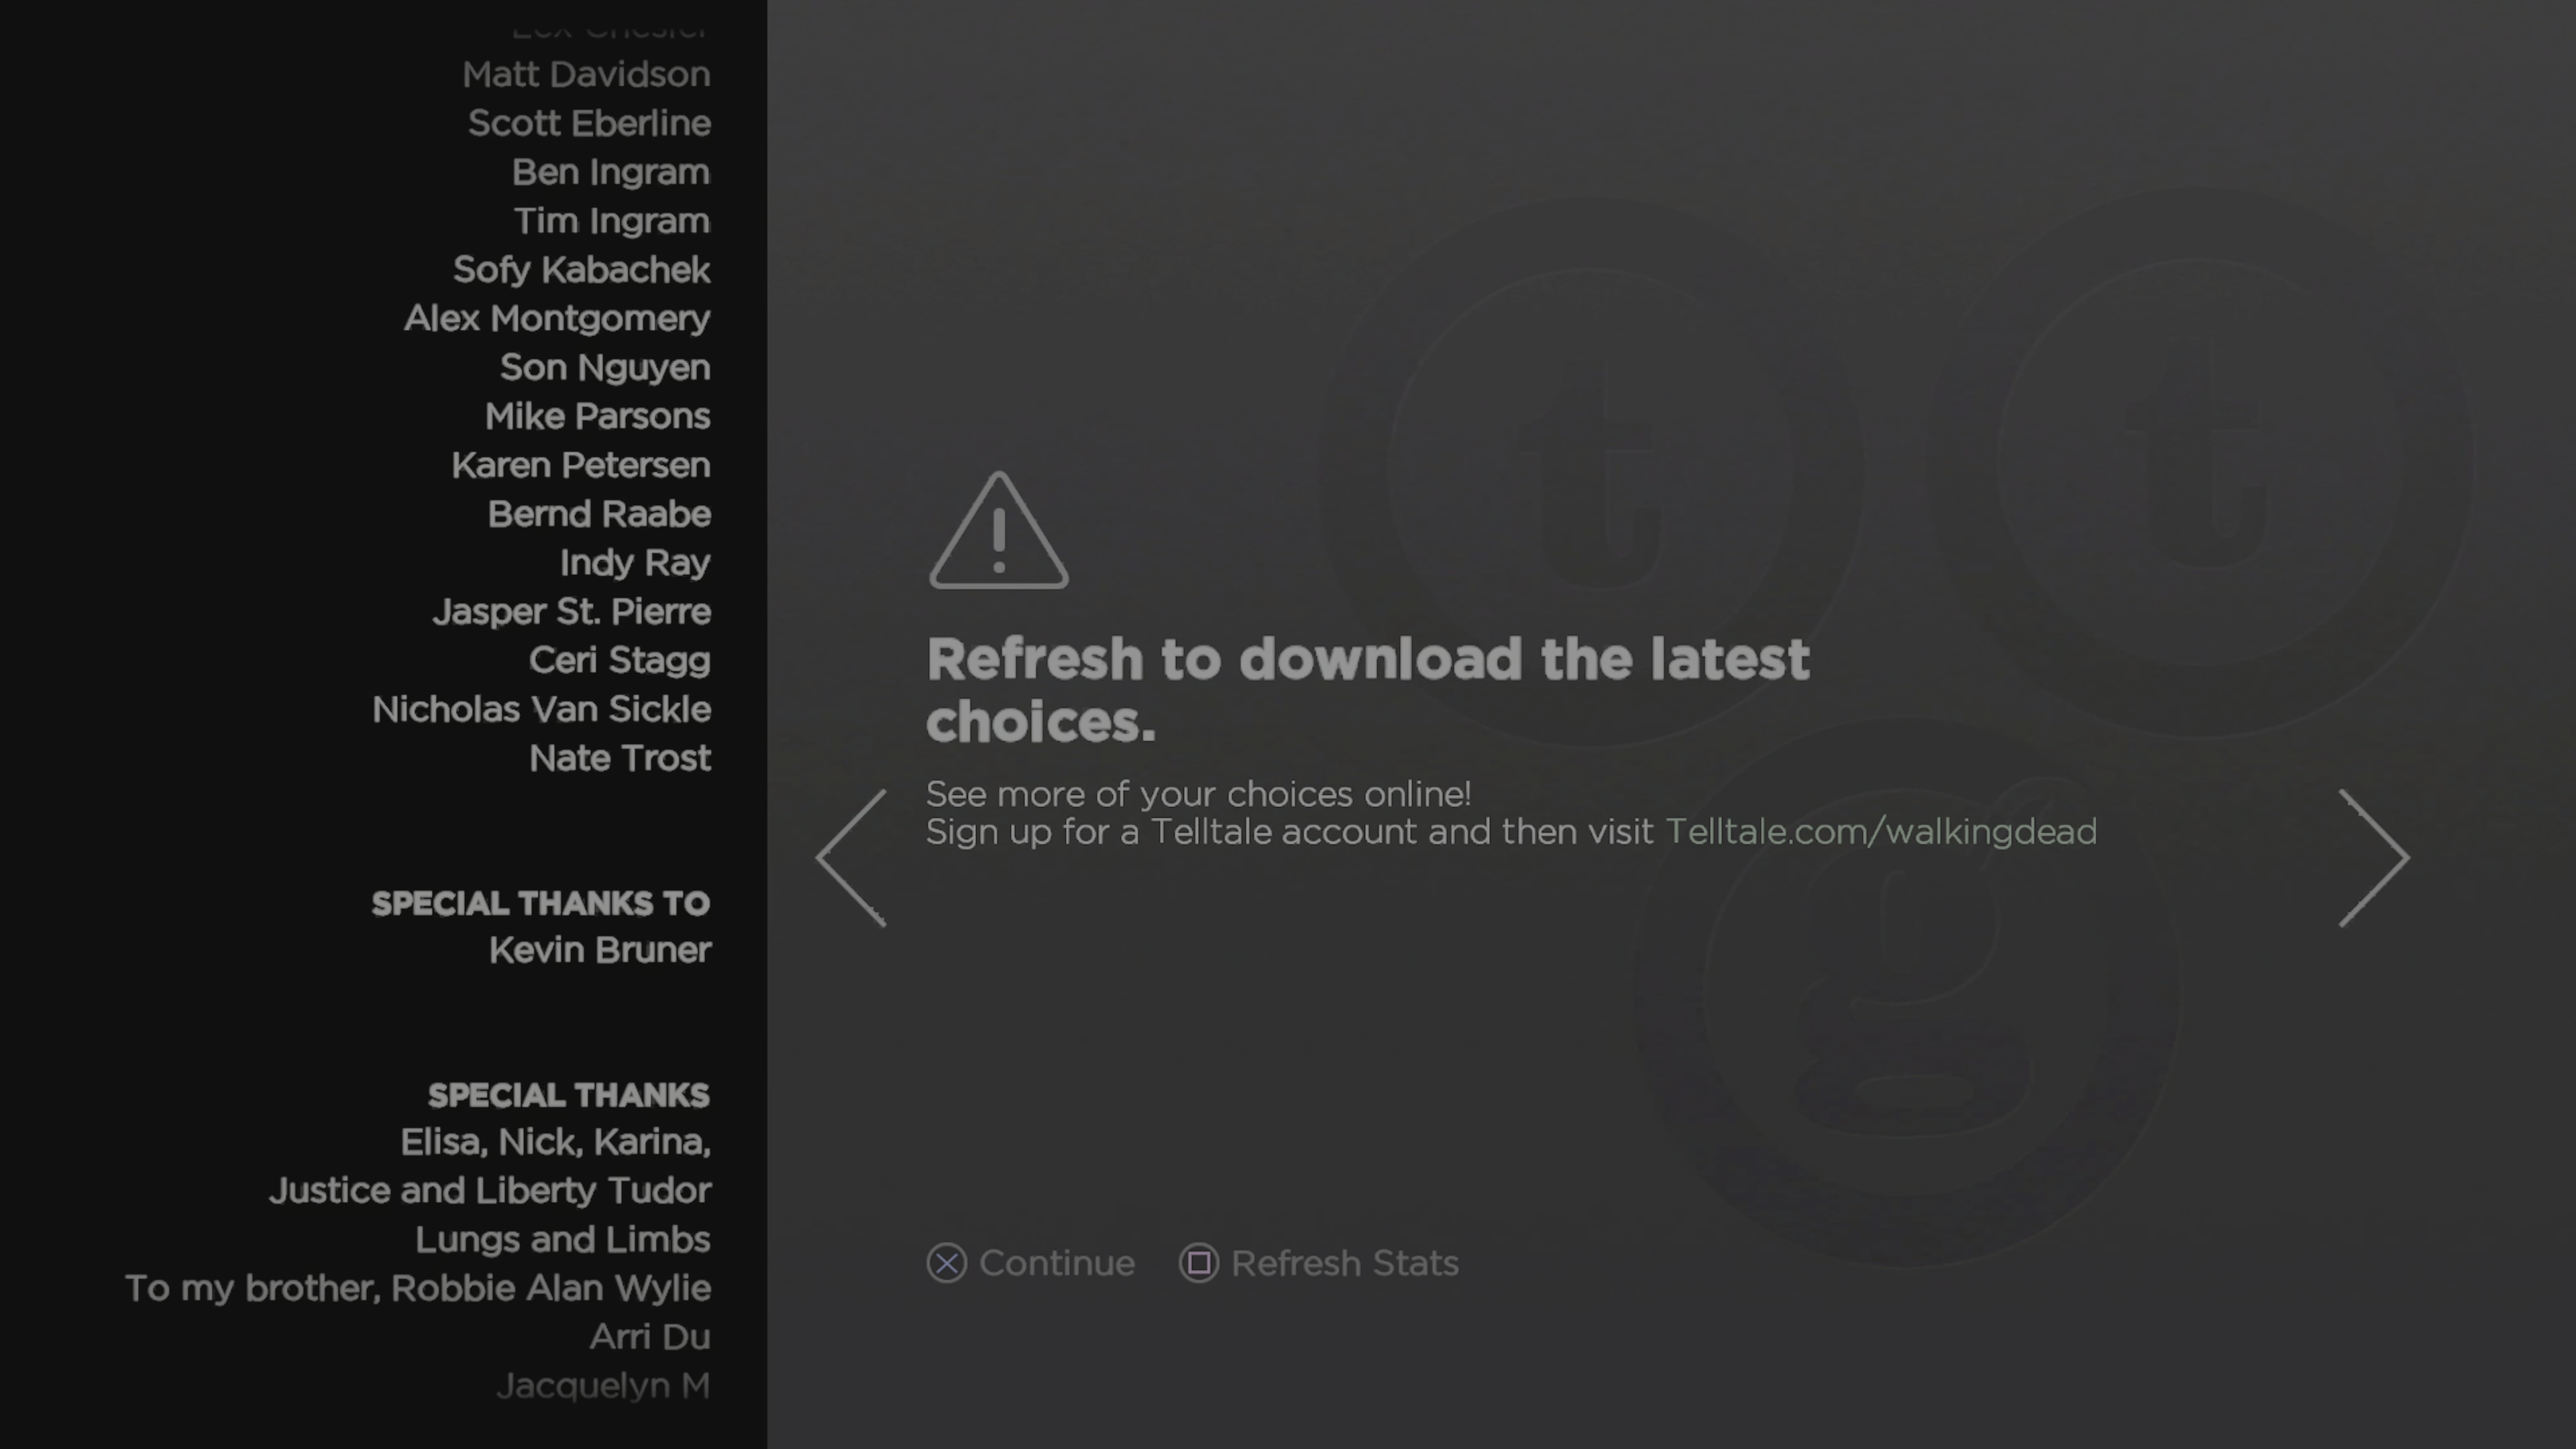 Matt Davidson
Scott Eberline
Ben Ingram
Tim Ingram
Sofy Kabachek
Alex Montgomery
Son Nguyen
Mike Parsons
Karen Petersen
Bernd Raabe
Indy Ray
Jasper St. Pierre
Ceri Stagg
Nicholas Van Sickle
Nate Trost
SPECIAL THANKS TO
Kevin Bruner
SPECIAL THANKS
Elisa, Nick, Karina,
Justice and Liberty Tudor
Lungs and Limbs
To my brother, Robbie Alan Wylie
Arri Du
Jacquelyn M
t t
g
Refresh to download the latest
choices.
See more of your choices online!
Sign up for a Telltale account and then visit Telltale.com/walkingdead
Continue Refresh Stats